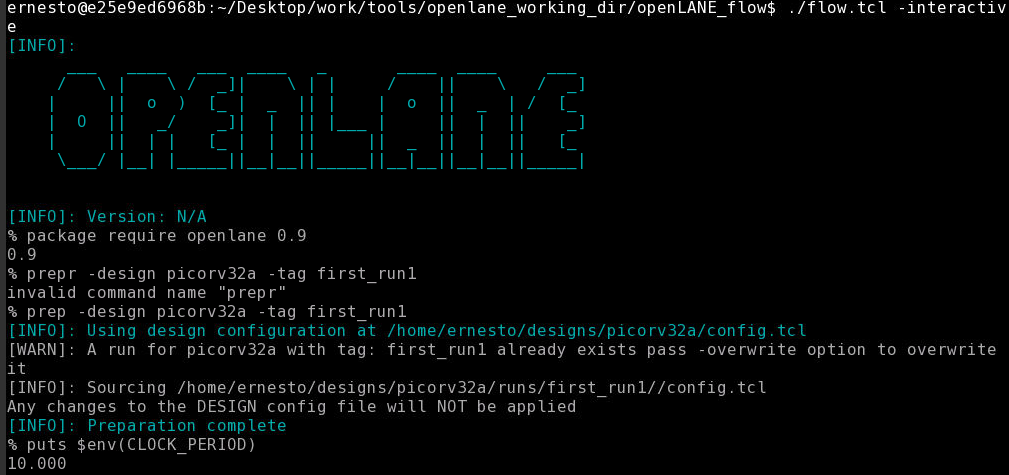 ernesto@e25e9ed6968b:~/Desktop/work/tools/openlane_working_dir/openLANE_flow$ ./flow.tcl -interactiv
e
[INFO]:
OPENLANE
[INFO]: Version: N/A
% package require openlane 0.9
0.9
% prepr -design picorv32a -tag first_run1
invalid command name "prepr"
% prep -design picorv32a -tag first_run1
[INFO]: Using design configuration at /home/ernesto/designs/picorv32a/config.tcl
[WARN]: A run for picorv32a with tag: first_run1 already exists pass -overwrite option to overwrite
it
[INFO]: Sourcing /home/ernesto/designs/picorv32a/runs/first_run1//config.tcl
Any changes to the DESIGN config file will NOT be applied
[INFO]: Preparation complete
% puts $env(CLOCK_PERIOD)
10.000